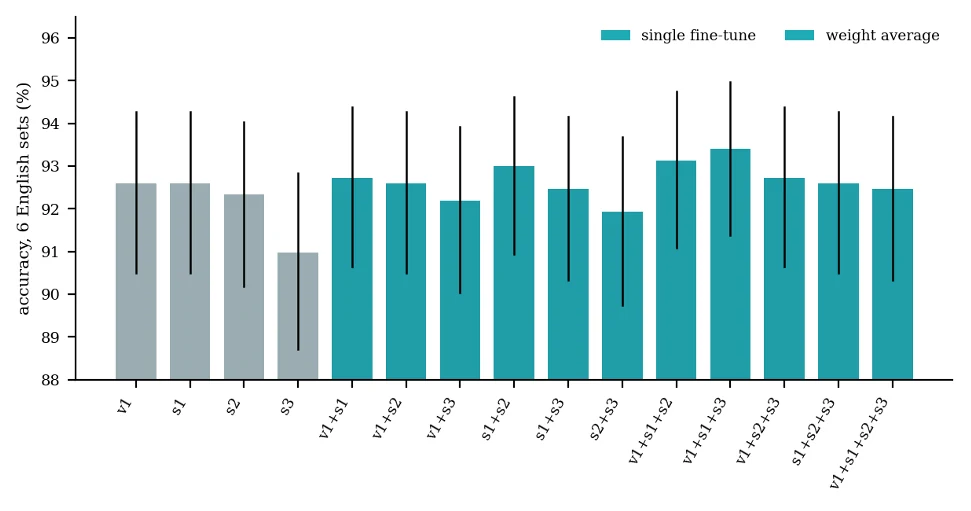 single fine-tune
weight average
accuracy, 6 English sets (%)
96
95
94
93
92
91
90
89
88
v1
s1
s2
s3
v1+s1
v1+s2
v1+s3
s1+s2
s1+s3
s2+s3
v1+s1+s2
v1+s1+s3
v1+s2+s3
s1+s2+s3
v1+s1+s2+s3